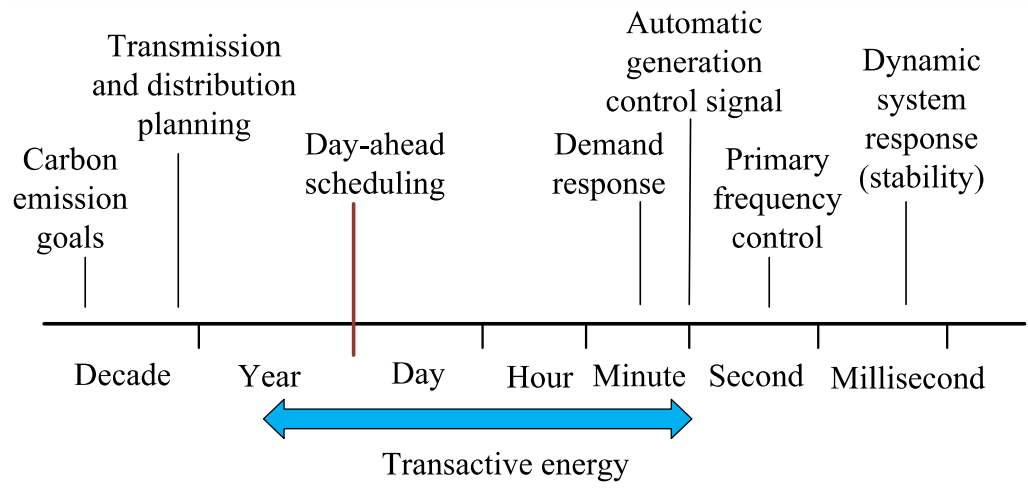 Carbon
emission
goals
Transmission
and distribution
planning
Day-ahead
scheduling
Demand
response
Automatic
generation
control signal
Primary
frequency
control
Dynamic
system
response
(stability)
Decade
Year
Day
Hour
Minute
Second
Millisecond
Transactive energy